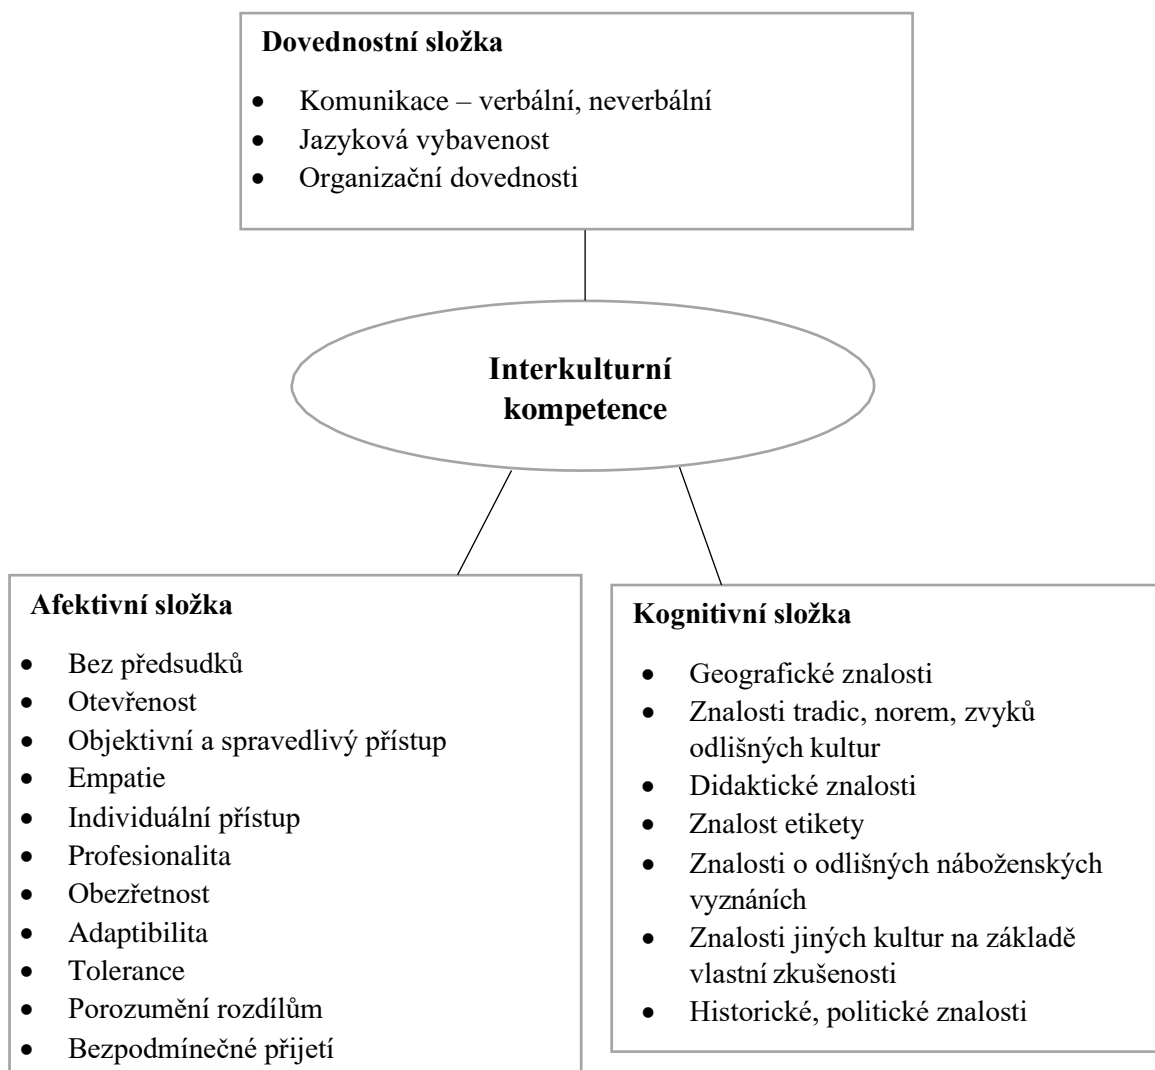 Dovednostní složka
• Komunikace – verbální, neverbální
• Jazyková vybavenost
• Organizační dovednosti
Interkulturní
kompetence
Afektivní složka
• Bez předsudků
• Otevřenost
• Objektivní a spravedlivý přístup
• Empatie
• Individuální přístup
• Profesionalita
• Obezřetnost
• Adaptibilita
• Tolerance
• Porozumění rozdílům
• Bezpodmínečné přijetí
Kognitivní složka
• Geografické znalosti
• Znalosti tradic, norem, zvyků
odlišných kultur
• Didaktické znalosti
• Znalost etikety
• Znalosti o odlišných náboženských
vyznáních
• Znalosti jiných kultur na základě
vlastní zkušenosti
• Historické, politické znalosti